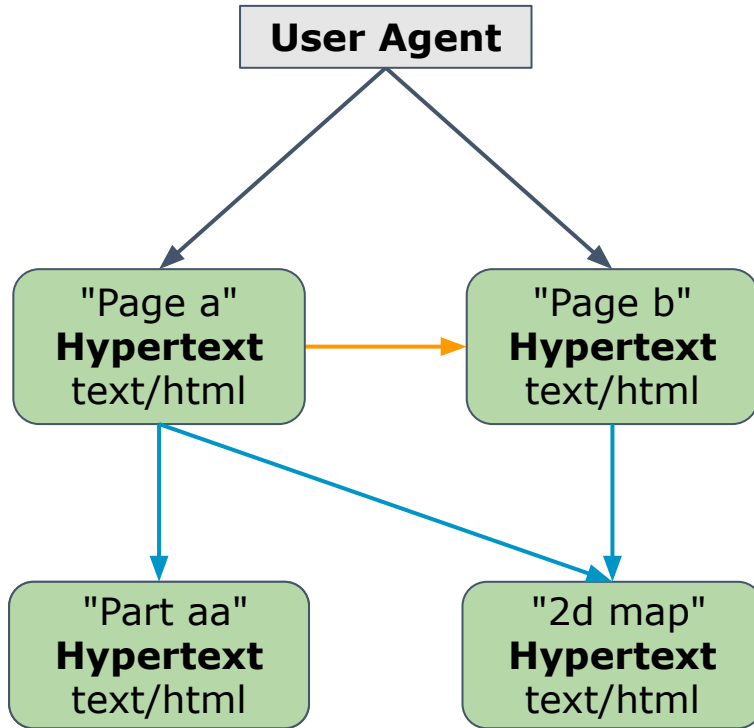 User Agent
"Page a"
Hypertext
text/html
"Page b"
Hypertext
text/html
"Part aa"
Hypertext
text/html
"2d map"
Hypertext
text/html